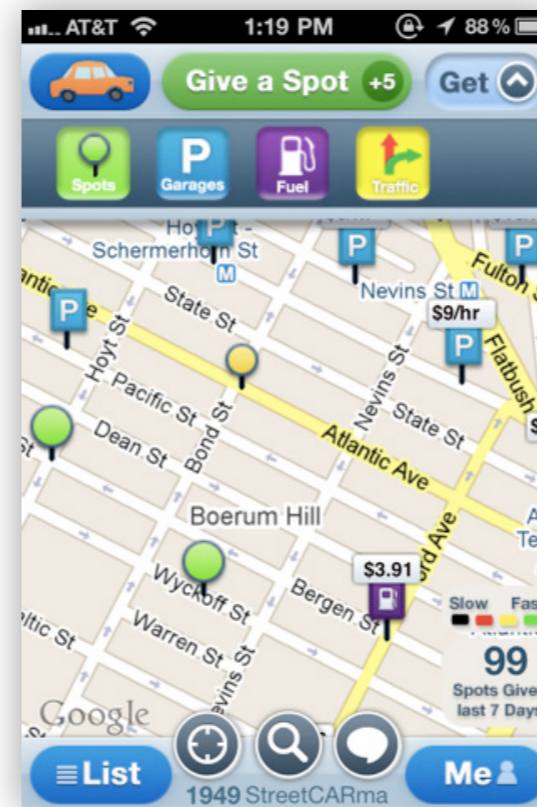 AT&T 1:19 PM 88%
Give a Spot +5 Get
Spots P Garages Fuel Traffic
Schermerhorn St
M
P
P
P
Nevins St M
Fulton
$9/hr
P
P
State St
Hoyt St
Flatbush
Pacific St
Bond St
Nevins St
State St
Dean St
Atlantic Ave
Boerum Hill
$3.91
Wyckoff St
Bergen St
Slow Fas
Warren St
99
Spots Give
last 7 Days
Google
List
1949 StreetCARma
Me